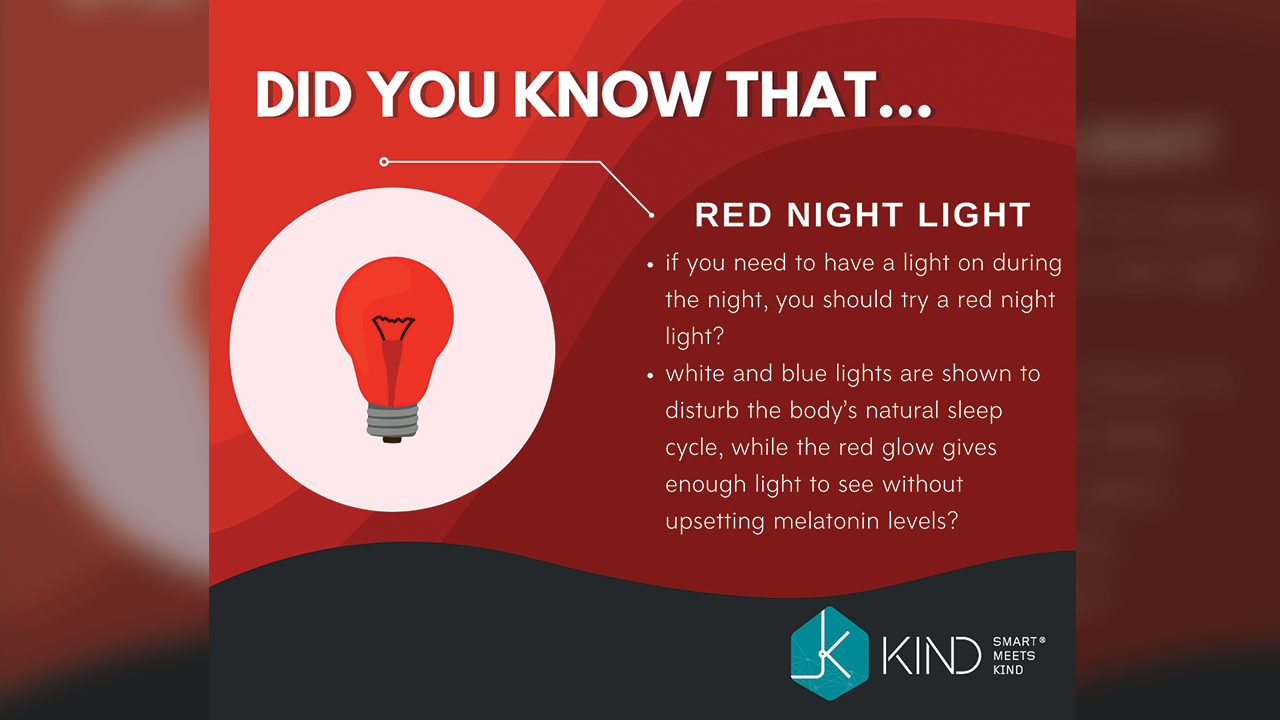 DID YOU KNOW THAT...
RED NIGHT LIGHT
• if you need to have a light on during
the night, you should try a red night
light?
• white and blue lights are shown to
disturb the body's natural sleep
cycle, while the red glow gives
enough light to see without
upsetting melatonin levels?
KIND
SMART®
MEETS
KIND